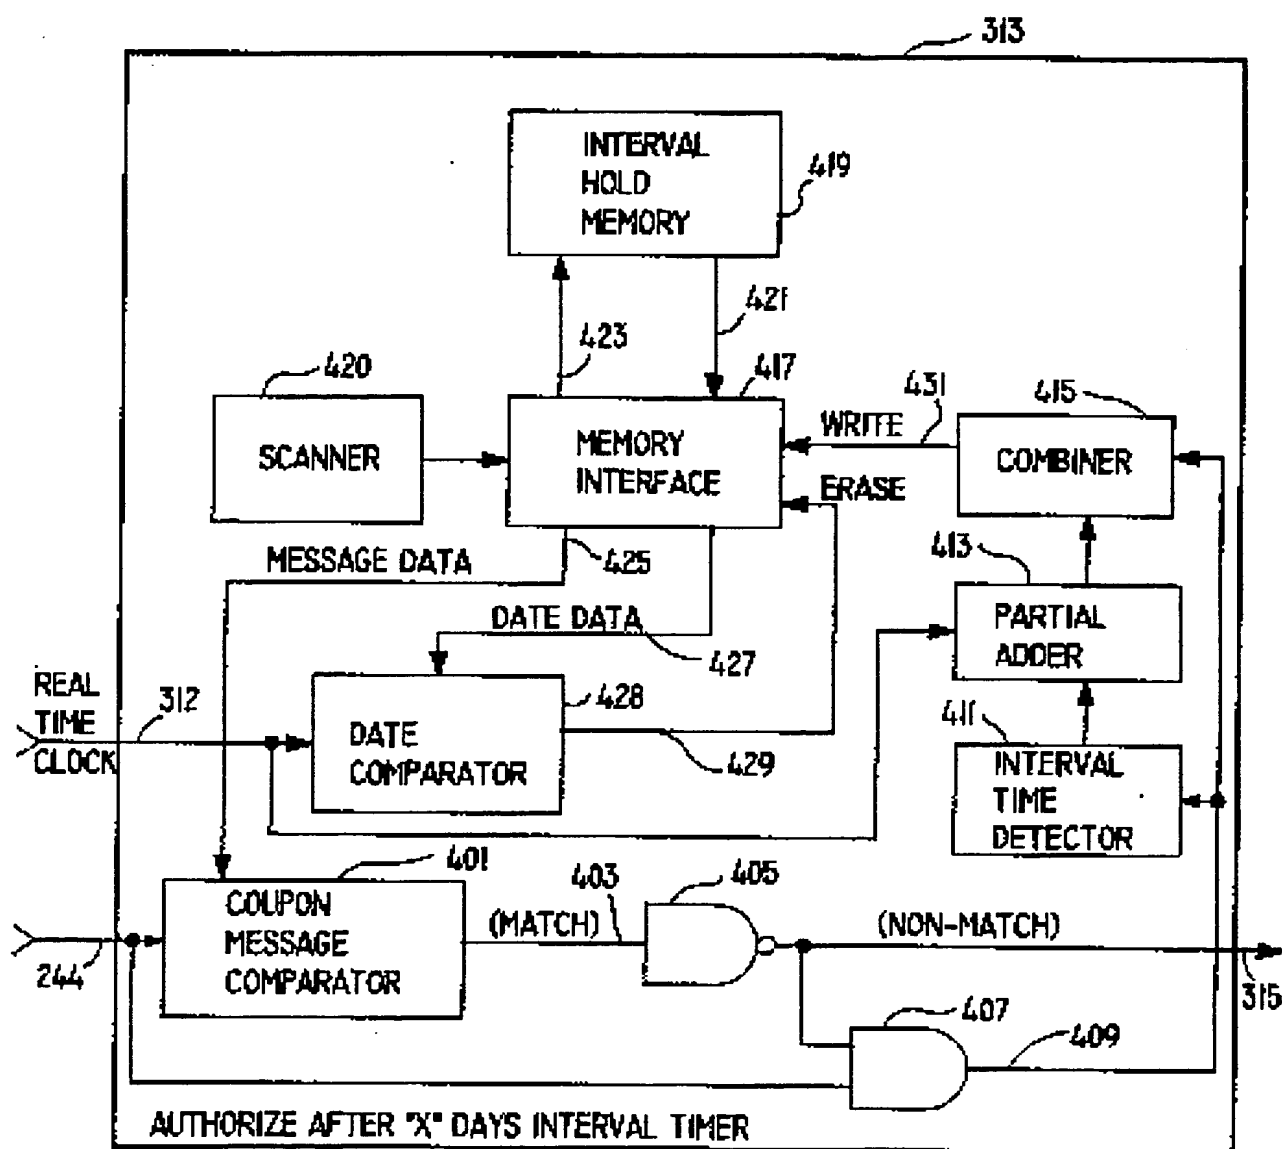 313
INTERVAL
HOLD
MEMORY
419
423
421
420
417
431
415
SCANNER
MEMORY
INTERFACE
WRITE
ERASE
COMBINER
MESSAGE DATA
425
413
DATE DATA
427
PARTIAL
ADDER
REAL
TIME
CLOCK
312
428
DATE
COMPARATOR
429
411
INTERVAL
TIME
DETECTOR
401
COUPON
MESSAGE
COMPARATOR
244
(MATCH)
403
405
(NON-MATCH)
315
407
409
AUTHORIZE AFTER "X" DAYS INTERVAL TIMER